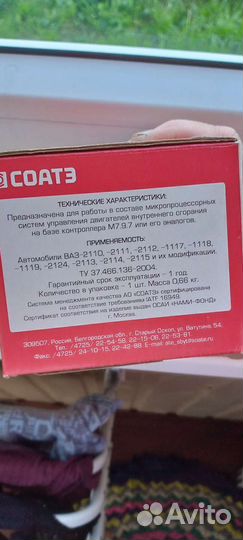 СОАТЭ
ТЕХНИЧЕСКИЕ ХАРАКТЕРИСТИКИ:
Предназначена для работы в составе микропроцессорных
систем управления двигателей внутреннего сгорания
на базе контроллера М7.9.7 или его аналогов.
ПРИМЕНЯЕМОСТЬ:
Автомобили ВАЗ-2110, -2111, -2112, -1117, -1118,
-1119, -2124, -2113, -2114, -2115 и их модификации.
ТУ 37.466.136-2004.
Гарантийный срок эксплуатации - 1 год.
Количество в упаковке - 1 шт. Масса 0,66 кг.
Система менеджмента качества АО «СОАТЭ» сертифицирована
на соответствие требованиям IATF 16949.
Сертификат соответствия на изделия выдан ОСАИ «НАМИ-ФОНД»
г. Москва.
309507, Россия, Белгородская обл., г. Старый Оскол, ул. Ватутина, 54.
Тел.: /4725/ 22-54-56, 22-15-08, 22-53-91
Факс: /4725/ 24-10-15, 22-42-88. E-mail:
Avito